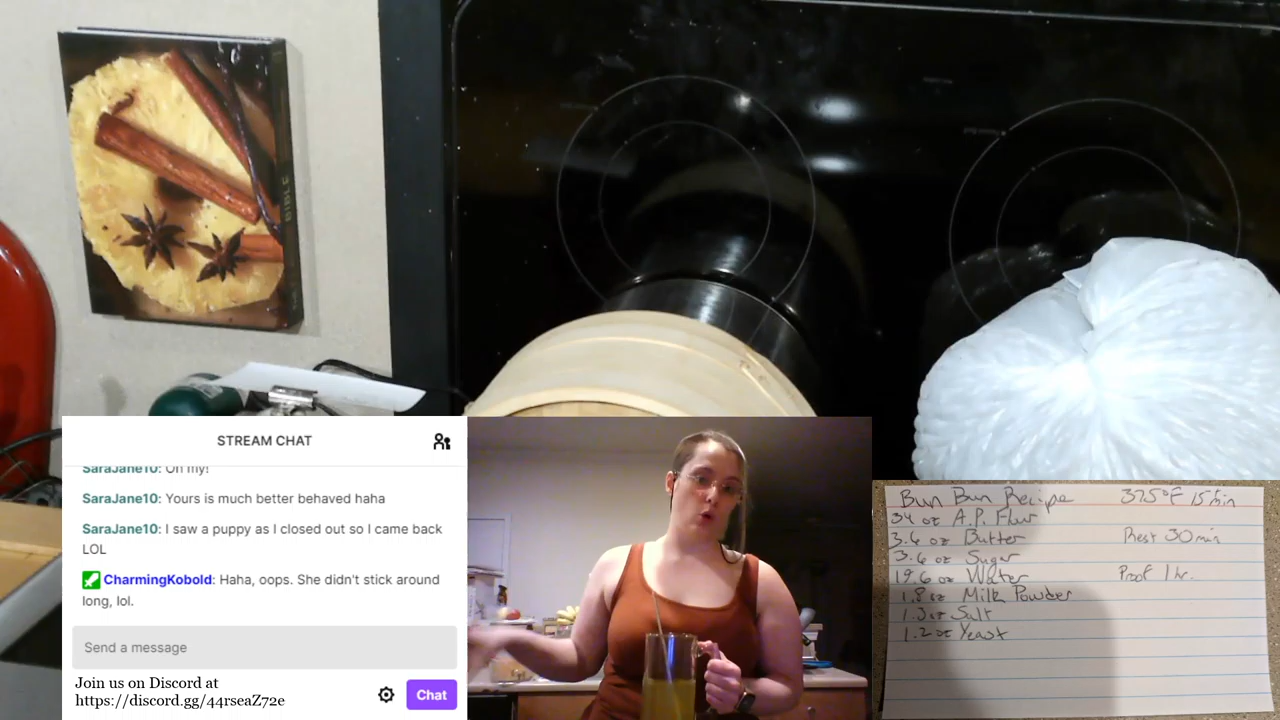 BIBLE
STREAM CHAT
SaraJane10: Oh my!
SaraJane10: Yours is much better behaved haha
SaraJane10: I saw a puppy as I closed out so I came back
LOL
CharmingKobold: Haha, oops. She didn't stick around
long, lol.
Send a message
Join us on Discord at
https://discord.gg/44rseaZ72e
Chat
Bun Bun Recipe 375°F 15 min
34 oz A.P. Flour
3.6 oz Butter Rest 30 min
3.6 oz Sugar
19.6 oz Water Proof 1 hr.
1.8 oz Milk Powder
1.3 oz Salt
1.2 oz Yeast